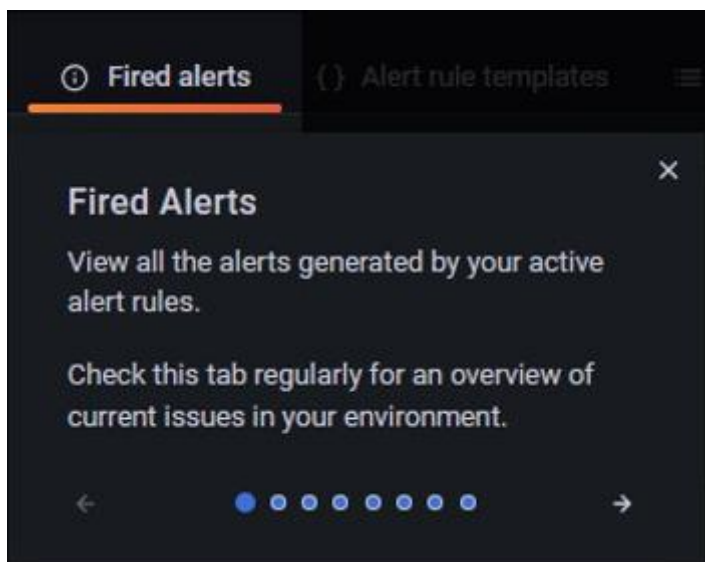 Fired alerts
{} Alert rule templates
Fired Alerts
View all the alerts generated by your active
alert rules.
Check this tab regularly for an overview of
current issues in your environment.